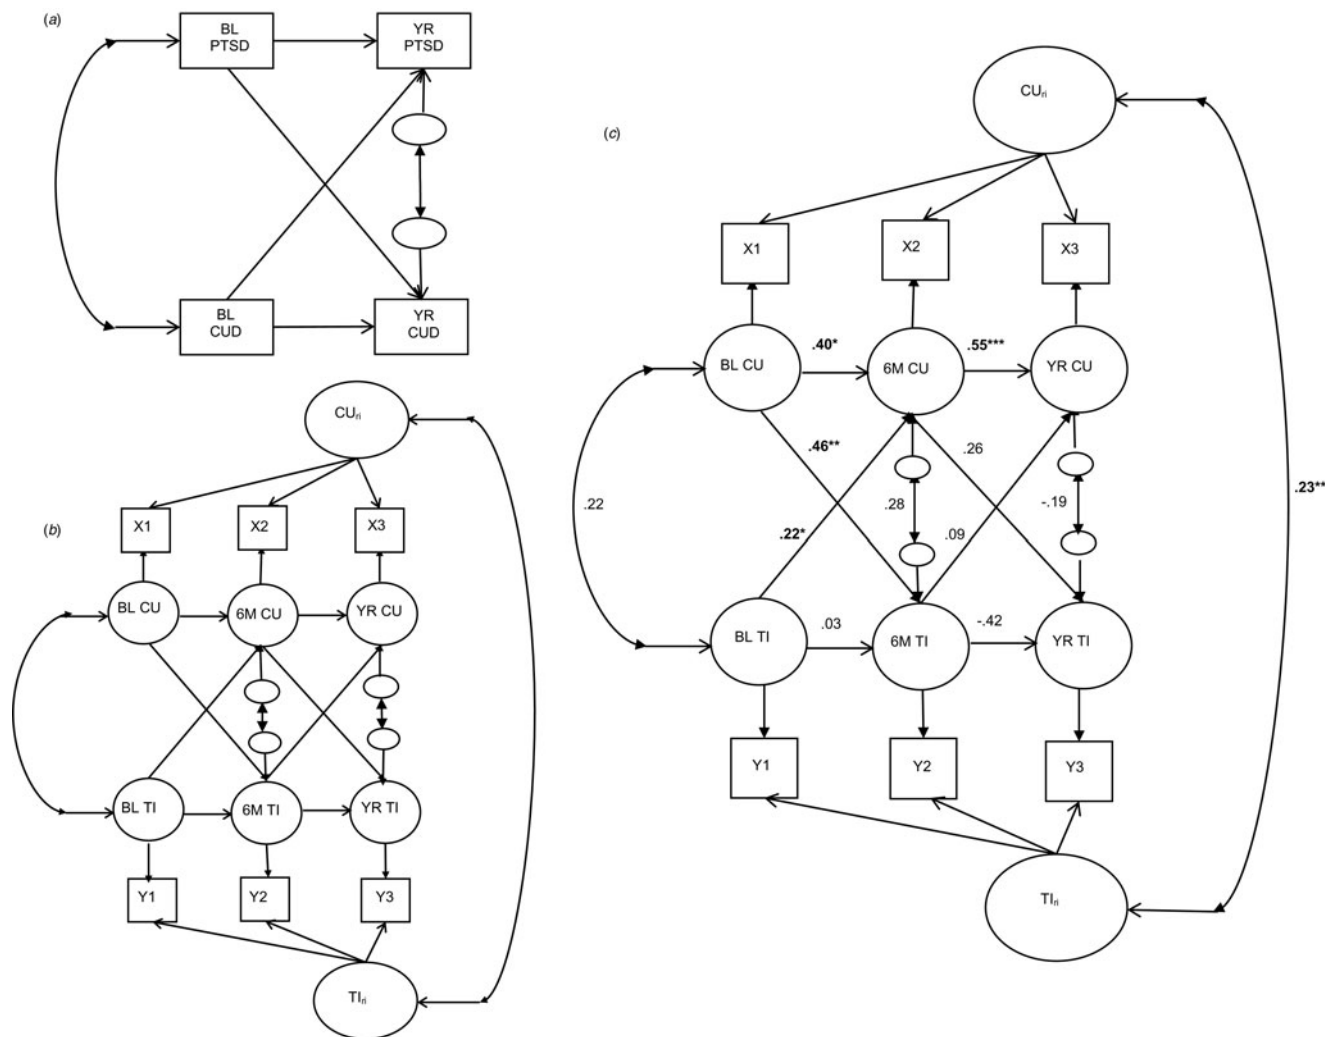 (a)
BL
PTSD
YR
PTSD
BL
CUD
YR
CUD
(b)
CUri
X1
X2
X3
BL CU
6M CU
YR CU
BL TI
6M TI
YR TI
Y1
Y2
Y3
TIri
(c)
CUri
X1
X2
X3
BL CU
.40*
6M CU
.55***
YR CU
.46**
.26
.22
.28
-.19
.23**
.22*
.09
BL TI
.03
6M TI
-.42
YR TI
Y1
Y2
Y3
TIri